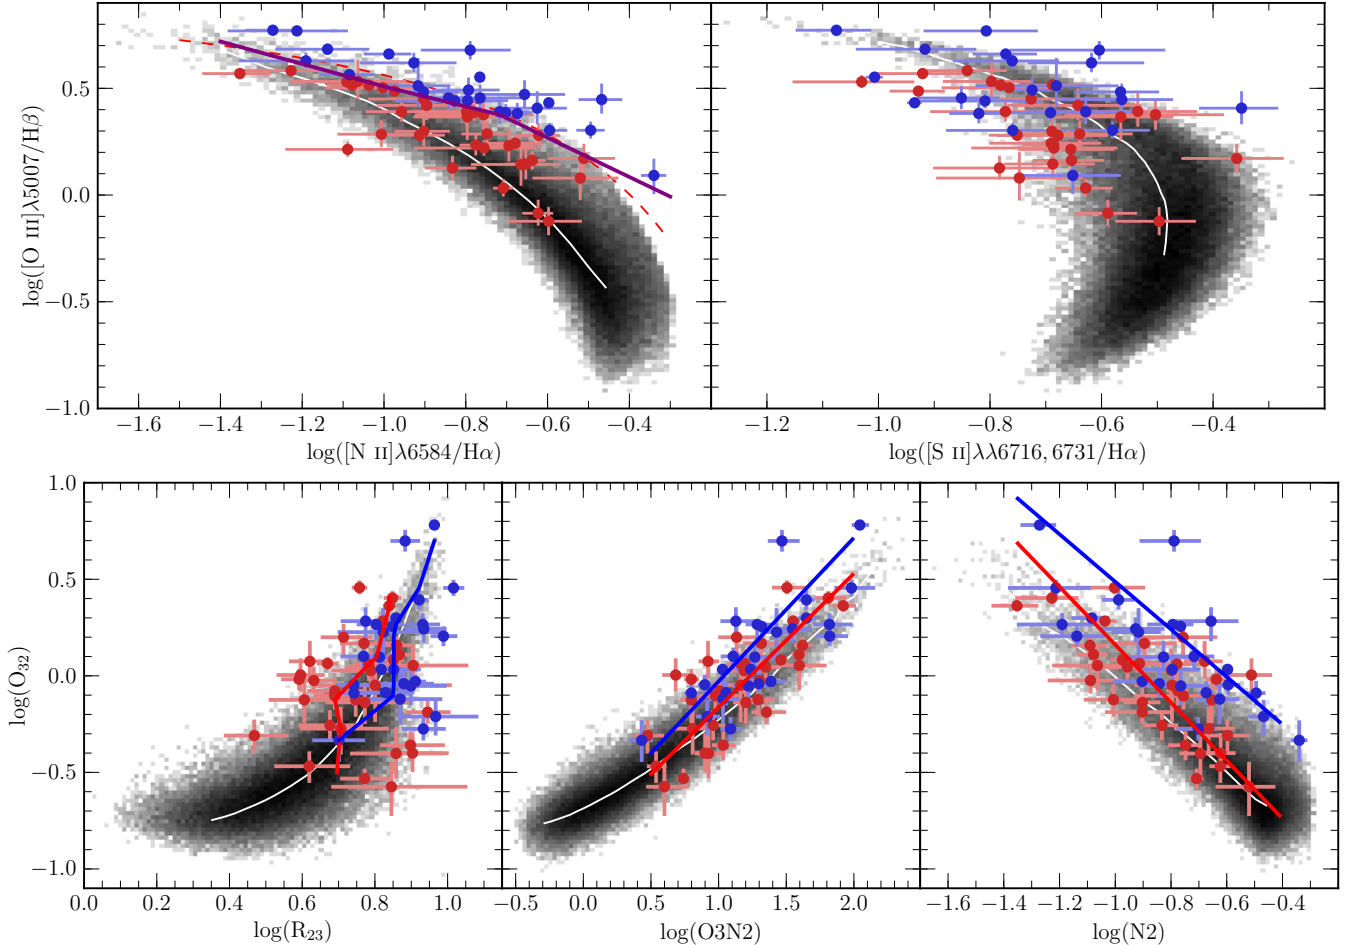 0.5
0.0
−0.5
−1.0
log([O III]λ5007/Hβ)
−1.6 −1.4 −1.2 −1.0 −0.8 −0.6 −0.4
log([N II]λ6584/Hα)
−1.2 −1.0 −0.8 −0.6 −0.4
log([S II]λλ6716, 6731/Hα)
1.0
0.5
0.0
−0.5
−1.0
log(O₃₂)
0.0 0.2 0.4 0.6 0.8 1.0
log(R₂₃)
−0.5 0.0 0.5 1.0 1.5 2.0
log(O3N2)
−1.6 −1.4 −1.2 −1.0 −0.8 −0.6 −0.4
log(N2)